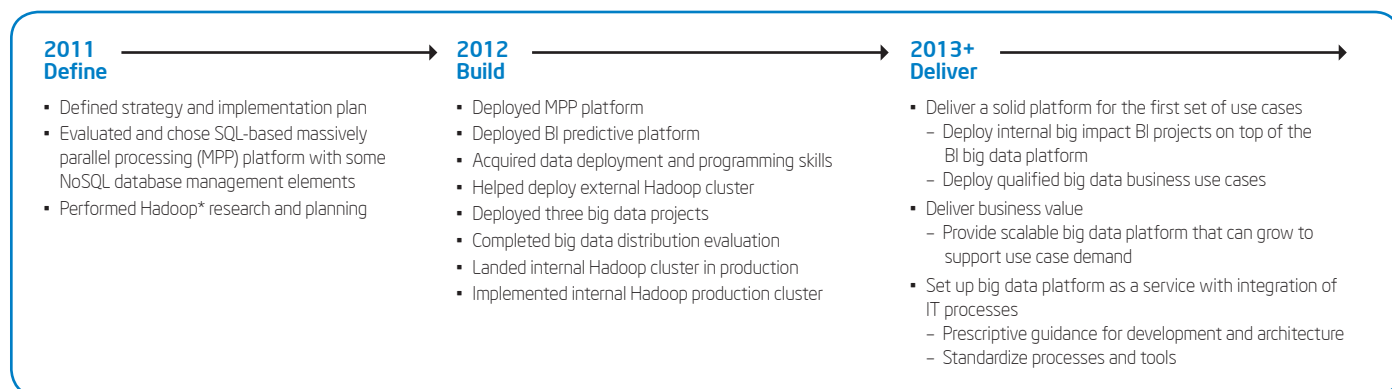 2011
Define
▪ Defined strategy and implementation plan
▪ Evaluated and chose SQL-based massively
parallel processing (MPP) platform with some
NoSQL database management elements
▪ Performed Hadoop* research and planning
2012
Build
▪ Deployed MPP platform
▪ Deployed BI predictive platform
▪ Acquired data deployment and programming skills
▪ Helped deploy external Hadoop cluster
▪ Deployed three big data projects
▪ Completed big data distribution evaluation
▪ Landed internal Hadoop cluster in production
▪ Implemented internal Hadoop production cluster
2013+
Deliver
▪ Deliver a solid platform for the first set of use cases
– Deploy internal big impact BI projects on top of the
BI big data platform
– Deploy qualified big data business use cases
▪ Deliver business value
– Provide scalable big data platform that can grow to
support use case demand
▪ Set up big data platform as a service with integration of
IT processes
– Prescriptive guidance for development and architecture
– Standardize processes and tools